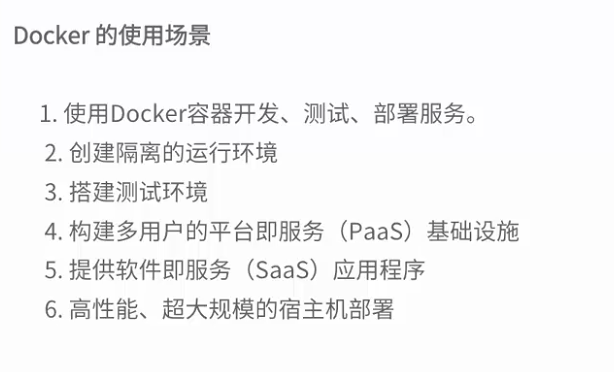 Docker 的使用场景
1. 使用Docker容器开发、测试、部署服务。
2. 创建隔离的运行环境
3. 搭建测试环境
4. 构建多用户的平台即服务（PaaS）基础设施
5. 提供软件即服务（SaaS）应用程序
6. 高性能、超大规模的宿主机部署